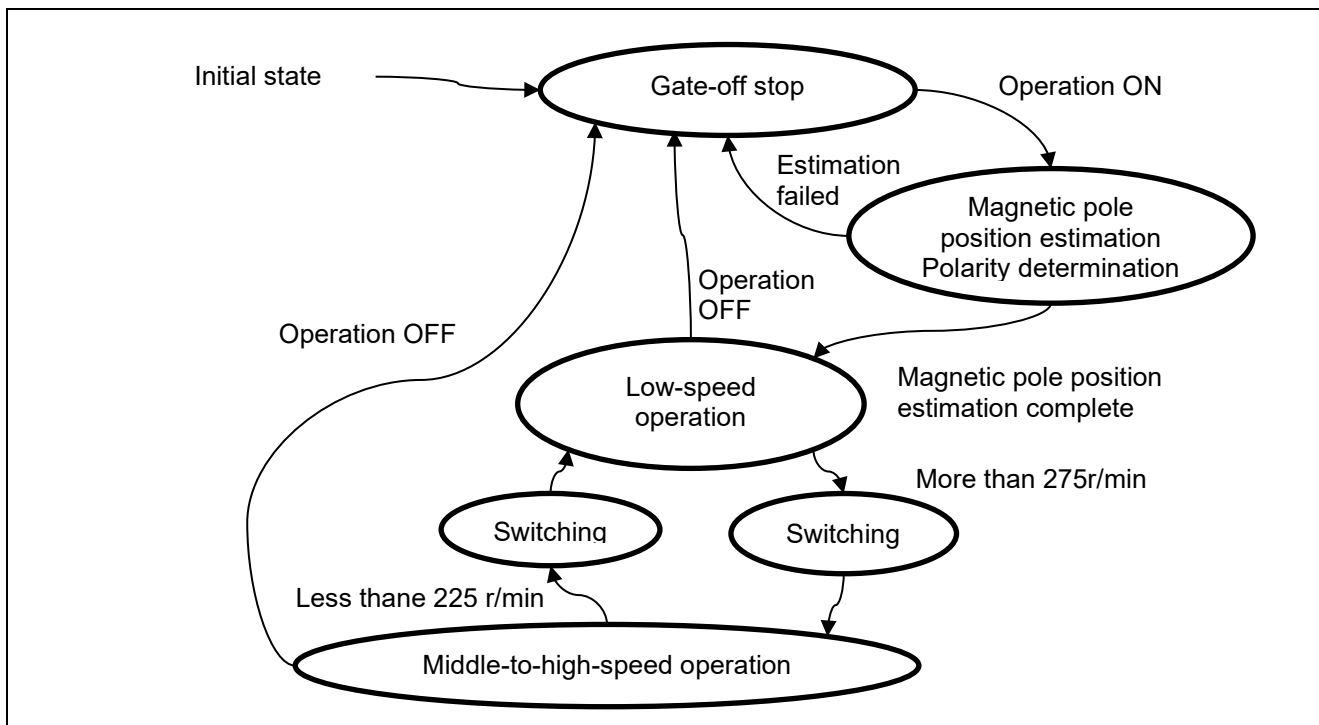 Initial state
Gate-off stop
Operation ON
Estimation
failed
Magnetic pole
position estimation
Polarity determination
Operation
OFF
Operation OFF
Low-speed
operation
Magnetic pole position
estimation complete
More than 275r/min
Switching
Switching
Less thane 225 r/min
Middle-to-high-speed operation